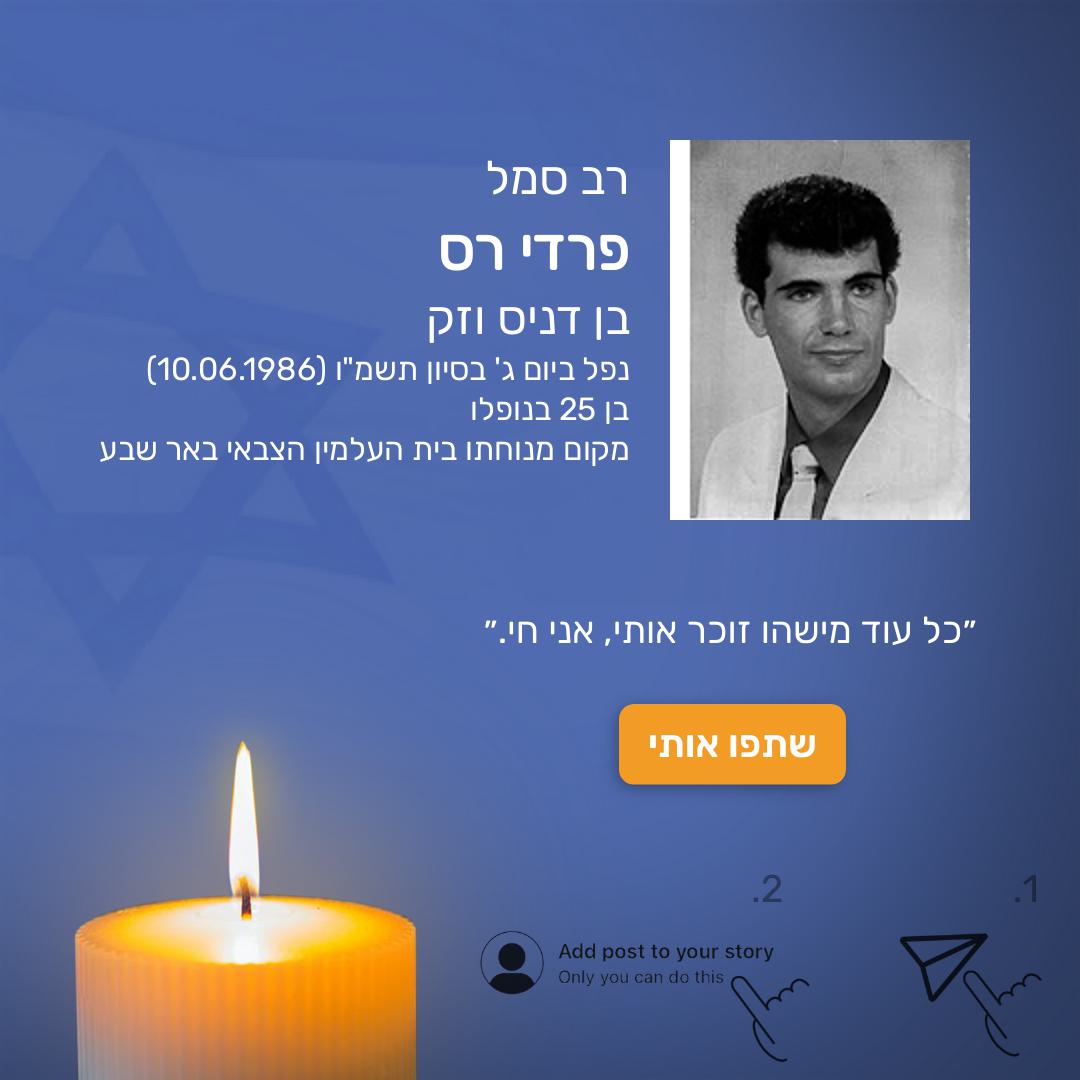 רב סמל
פרדי רס
בן דניס וזק
נפל ביום ג' בסיון תשמ"ו (10.06.1986)
בן 25 בנופלו
מקום מנוחתו בית העלמין הצבאי באר שבע
״כל עוד מישהו זוכר אותי, אני חי.״
שתפו אותי
1.
2.
Add post to your story
Only you can do this